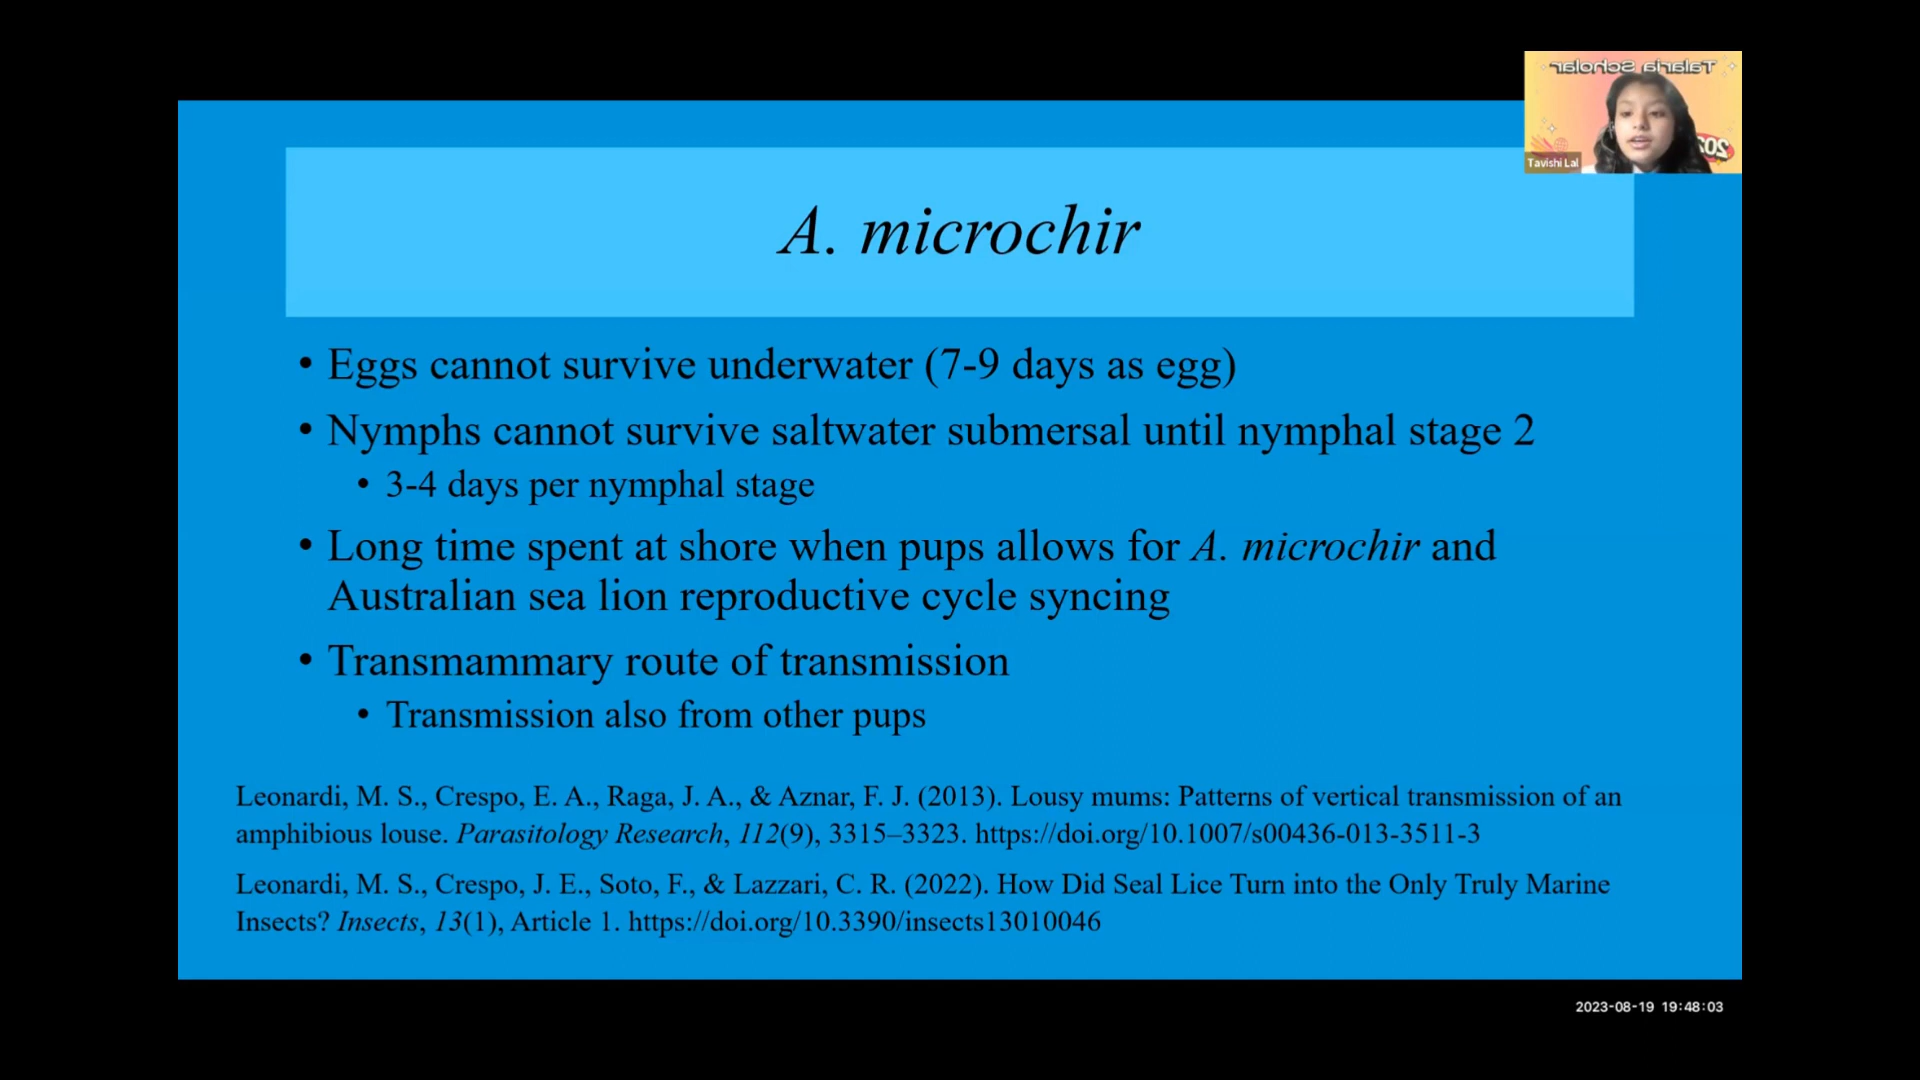 Talaria Scholar
202
Tavishi Lal
A. microchir
• Eggs cannot survive underwater (7-9 days as egg)
• Nymphs cannot survive saltwater submersal until nymphal stage 2
• 3-4 days per nymphal stage
• Long time spent at shore when pups allows for A. microchir and
Australian sea lion reproductive cycle syncing
• Transmammary route of transmission
• Transmission also from other pups
Leonardi, M. S., Crespo, E. A., Raga, J. A., & Aznar, F. J. (2013). Lousy mums: Patterns of vertical transmission of an
amphibious louse. Parasitology Research, 112(9), 3315–3323. https://doi.org/10.1007/s00436-013-3511-3
Leonardi, M. S., Crespo, J. E., Soto, F., & Lazzari, C. R. (2022). How Did Seal Lice Turn into the Only Truly Marine
Insects? Insects, 13(1), Article 1. https://doi.org/10.3390/insects13010046
2023-08-19 19:48:03